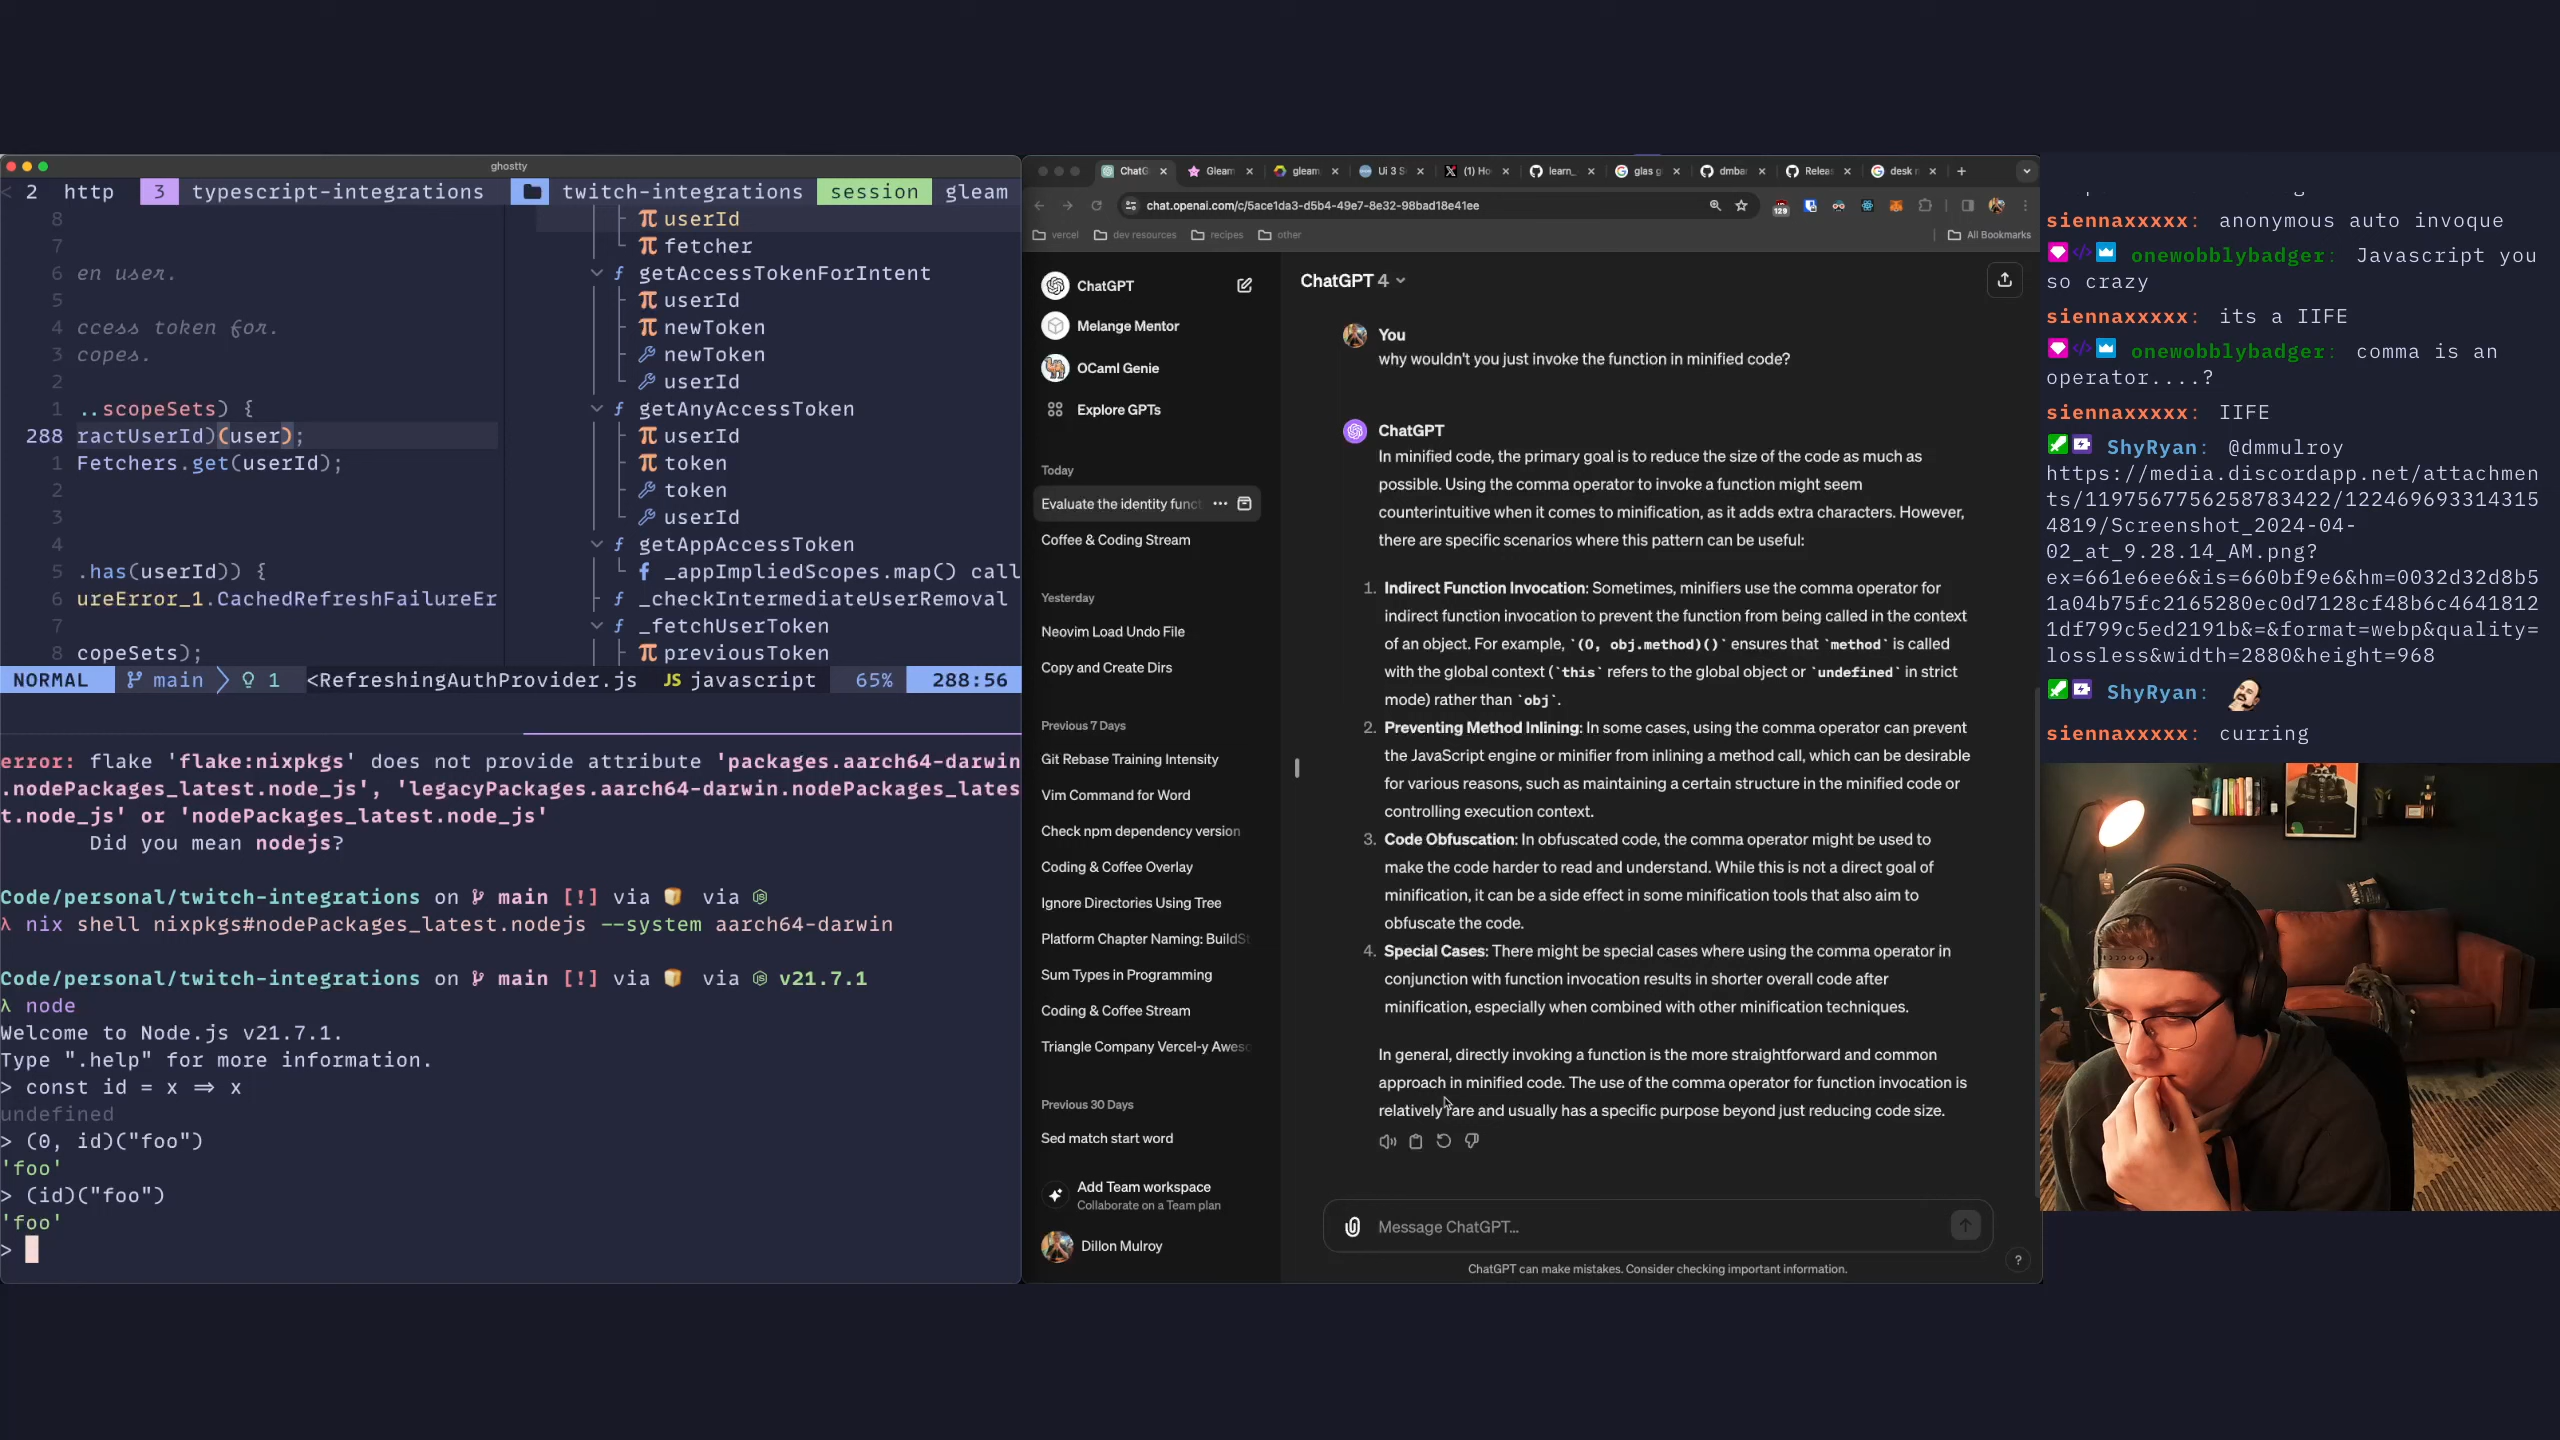 ghostty
< 2 http 3 typescript-integrations twitch-integrations session gleam
8
7
6 en user.
5
4 ccess token for.
3 copes.
2
1 ..scopeSets) {
288 ractUserId)(user);
1 Fetchers.get(userId);
2
3
4
5 .has(userId)) {
6 ureError_1.CachedRefreshFailureEr
7
8 copeSets);
userId
fetcher
getAccessTokenForIntent
userId
newToken
newToken
userId
getAnyAccessToken
userId
token
token
userId
getAppAccessToken
_appImpliedScopes.map() call
_checkIntermediateUserRemoval
_fetchUserToken
previousToken
NORMAL main 1 <RefreshingAuthProvider.js JS javascript 65% 288:56
error: flake 'flake:nixpkgs' does not provide attribute 'packages.aarch64-darwin
.nodePackages_latest.node_js', 'legacyPackages.aarch64-darwin.nodePackages_lates
t.node_js' or 'nodePackages_latest.node_js'
Did you mean nodejs?
Code/personal/twitch-integrations on main [!] via via
λ nix shell nixpkgs#nodePackages_latest.nodejs --system aarch64-darwin
Code/personal/twitch-integrations on main [!] via via v21.7.1
λ node
Welcome to Node.js v21.7.1.
Type ".help" for more information.
> const id = x => x
undefined
> (0, id)("foo")
'foo'
> (id)("foo")
'foo'
>
ChatG Gleam gleam Ui 3 S (1) Ho learn_ glas g dmba Relea desk n
chat.openai.com/c/5ace1da3-d5b4-49e7-8e32-98bad18e41ee
129
vercel dev resources recipes other All Bookmarks
ChatGPT
Melange Mentor
OCaml Genie
Explore GPTs
Today
Evaluate the identity funct
Coffee & Coding Stream
Yesterday
Neovim Load Undo File
Copy and Create Dirs
Previous 7 Days
Git Rebase Training Intensity
Vim Command for Word
Check npm dependency version
Coding & Coffee Overlay
Ignore Directories Using Tree
Platform Chapter Naming: BuildSt
Sum Types in Programming
Coding & Coffee Stream
Triangle Company Vercel-y Aweso
Previous 30 Days
Sed match start word
Add Team workspace
Collaborate on a Team plan
Dillon Mulroy
ChatGPT 4
You
why wouldn't you just invoke the function in minified code?
ChatGPT
In minified code, the primary goal is to reduce the size of the code as much as
possible. Using the comma operator to invoke a function might seem
counterintuitive when it comes to minification, as it adds extra characters. However,
there are specific scenarios where this pattern can be useful:
1. Indirect Function Invocation: Sometimes, minifiers use the comma operator for
indirect function invocation to prevent the function from being called in the context
of an object. For example, `(0, obj.method)()` ensures that `method` is called
with the global context (`this` refers to the global object or `undefined` in strict
mode) rather than `obj`.
2. Preventing Method Inlining: In some cases, using the comma operator can prevent
the JavaScript engine or minifier from inlining a method call, which can be desirable
for various reasons, such as maintaining a certain structure in the minified code or
controlling execution context.
3. Code Obfuscation: In obfuscated code, the comma operator might be used to
make the code harder to read and understand. While this is not a direct goal of
minification, it can be a side effect in some minification tools that also aim to
obfuscate the code.
4. Special Cases: There might be special cases where using the comma operator in
conjunction with function invocation results in shorter overall code after
minification, especially when combined with other minification techniques.
In general, directly invoking a function is the more straightforward and common
approach in minified code. The use of the comma operator for function invocation is
relatively rare and usually has a specific purpose beyond just reducing code size.
Message ChatGPT...
ChatGPT can make mistakes. Consider checking important information.
?
siennaxxxxx: anonymous auto invoque
onewobblybadger: Javascript you
so crazy
siennaxxxxx: its a IIFE
onewobblybadger: comma is an
operator....?
siennaxxxxx: IIFE
ShyRyan: @dmmulroy
https://media.discordapp.net/attachmen
ts/1197567756258783422/122469693314315
4819/Screenshot_2024-04-
02_at_9.28.14_AM.png?
ex=661e6ee6&is=660bf9e6&hm=0032d32d8b5
1a04b75fc2165280ec0d7128cf48b6c4641812
1df799c5ed2191b&=&format=webp&quality=
lossless&width=2880&height=968
ShyRyan:
siennaxxxxx: curring